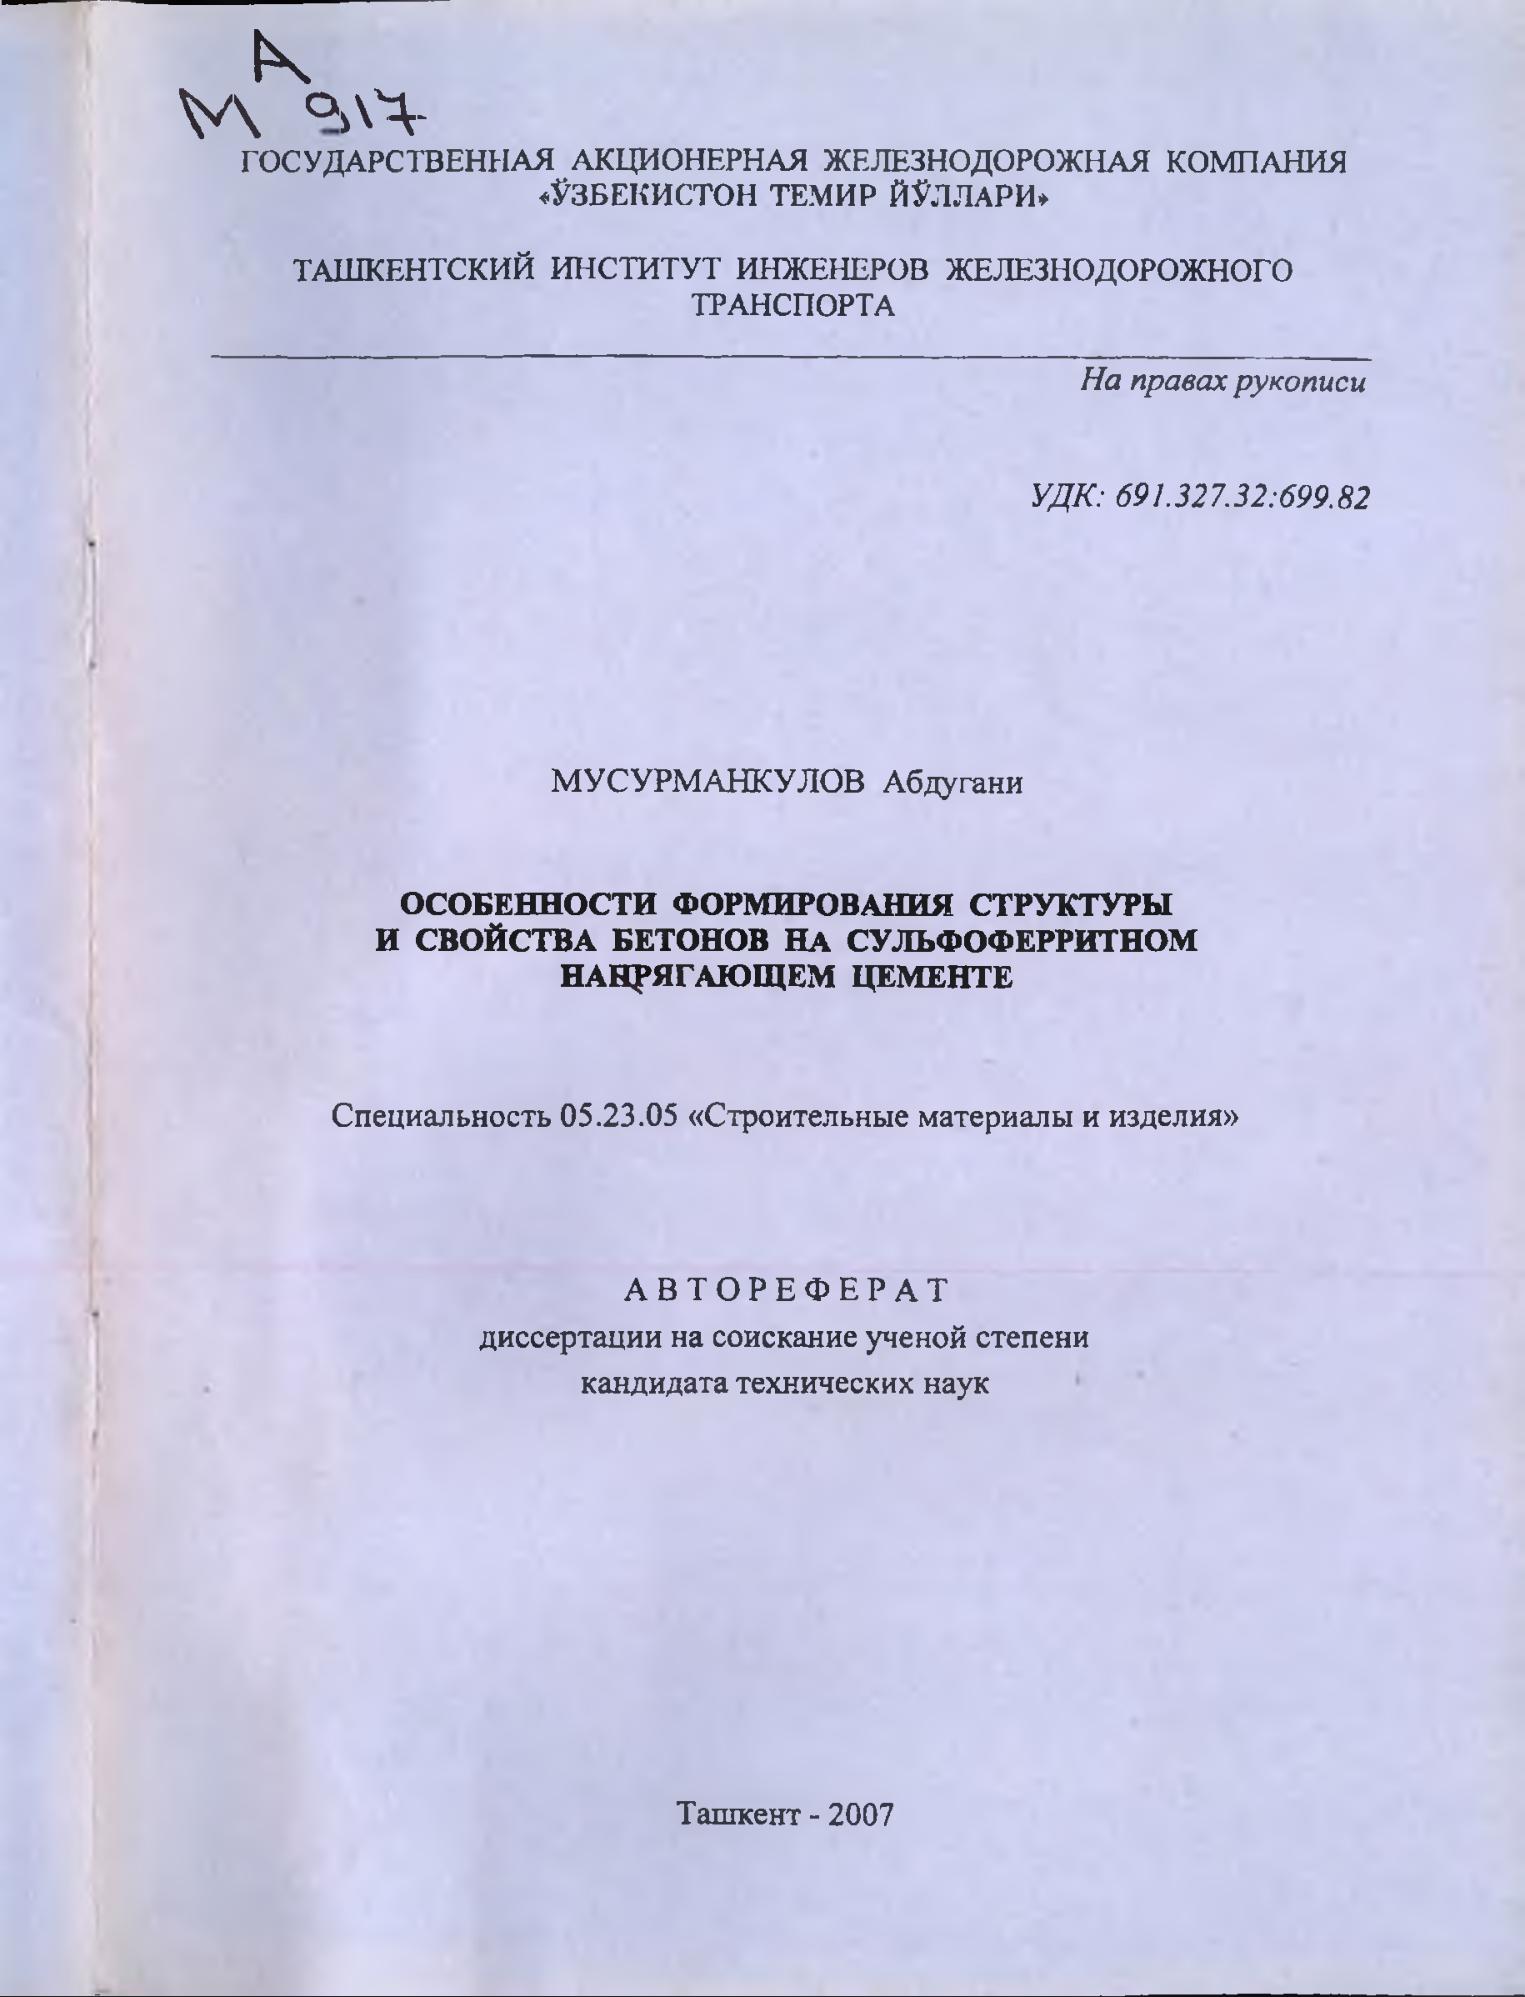 А
М 917
ГОСУДАРСТВЕННАЯ АКЦИОНЕРНАЯ ЖЕЛЕЗНОДОРОЖНАЯ КОМПАНИЯ
«ЎЗБЕКИСТОН ТЕМИР ЙЎЛЛАРИ»
ТАШКЕНТСКИЙ ИНСТИТУТ ИНЖЕНЕРОВ ЖЕЛЕЗНОДОРОЖНОГО
ТРАНСПОРТА
На правах рукописи
УДК: 691.327.32:699.82
МУСУРМАНКУЛОВ Абдугани
ОСОБЕННОСТИ ФОРМИРОВАНИЯ СТРУКТУРЫ
И СВОЙСТВА БЕТОНОВ НА СУЛЬФОФЕРРИТНОМ
НАПРЯГАЮЩЕМ ЦЕМЕНТЕ
Специальность 05.23.05 «Строительные материалы и изделия»
АВТОРЕФЕРАТ
диссертации на соискание ученой степени
кандидата технических наук
Ташкент - 2007